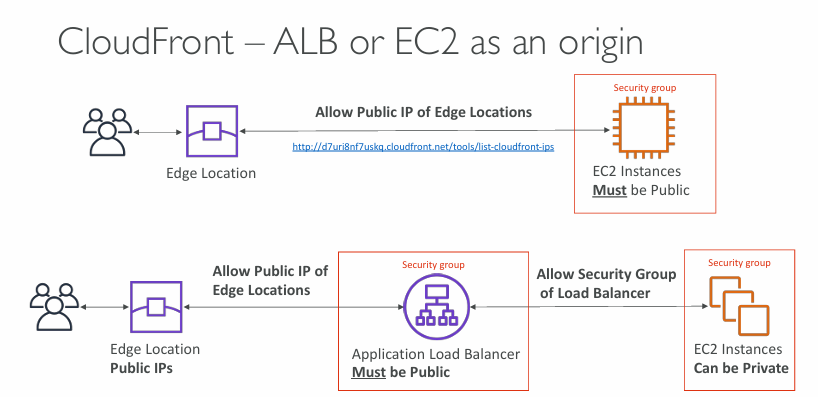 CloudFront – ALB or EC2 as an origin
Security group
Allow Public IP of Edge Locations
http://d7uri8nf7uskq.cloudfront.net/tools/list-cloudfront-ips
Edge Location
EC2 Instances
Must be Public
Allow Public IP of
Edge Locations
Security group
Allow Security Group
of Load Balancer
Security group
Edge Location
Public IPs
Application Load Balancer
Must be Public
EC2 Instances
Can be Private